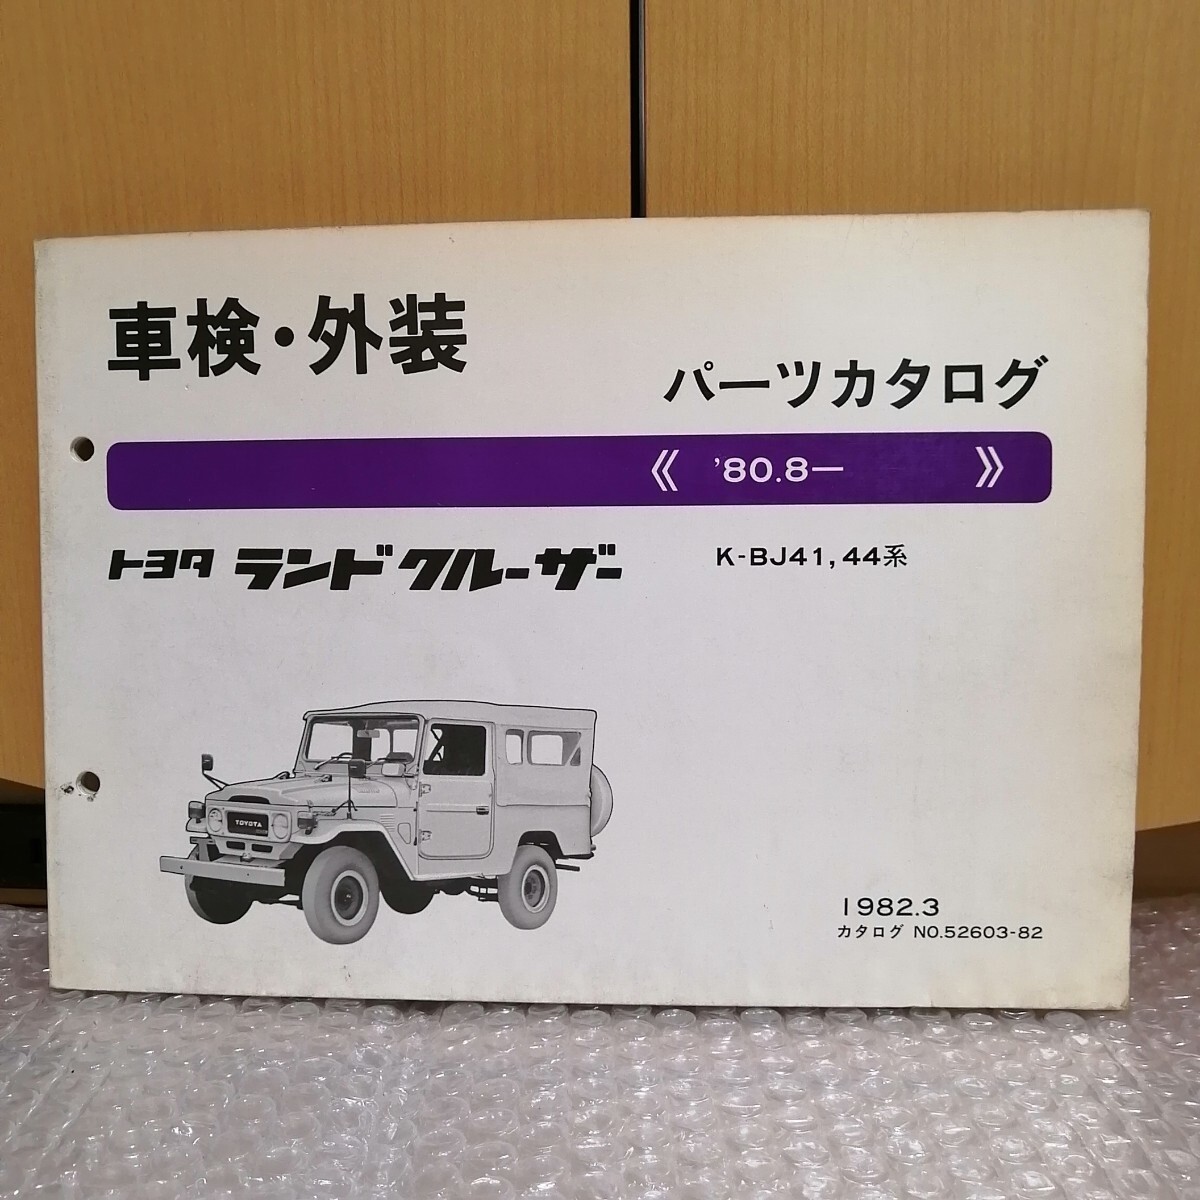 車検・外装
パーツカタログ
《 '80.8— 》
トヨタ ランドクルーザー
K-BJ41, 44系
TOYOTA
1982.3
カタログ NO.52603-82